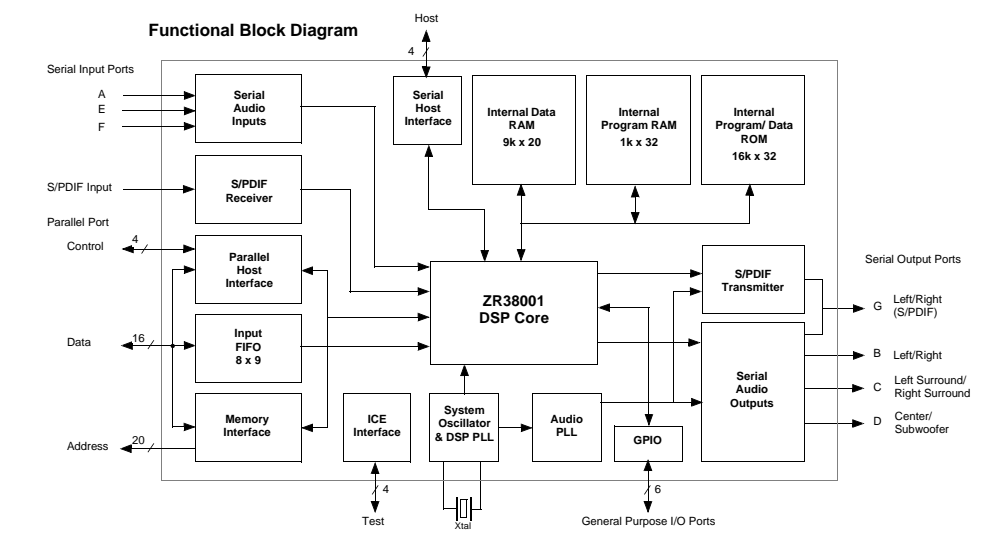 Functional Block Diagram
Host
4
Serial Input Ports
A
E
F
Serial
Audio
Inputs
Serial
Host
Interface
Internal Data
RAM
9k x 20
Internal
Program RAM
1k x 32
Internal
Program/ Data
ROM
16k x 32
S/PDIF Input
S/PDIF
Receiver
Parallel Port
Control
4
Parallel
Host
Interface
ZR38001
DSP Core
S/PDIF
Transmitter
Serial Output Ports
G
Left/Right
(S/PDIF)
Data
16
Input
FIFO
8 x 9
Serial
Audio
Outputs
B
Left/Right
C
Left Surround/
Right Surround
D
Center/
Subwoofer
Address
20
Memory
Interface
ICE
Interface
System
Oscillator
& DSP PLL
Audio
PLL
GPIO
4
Test
Xtal
6
General Purpose I/O Ports